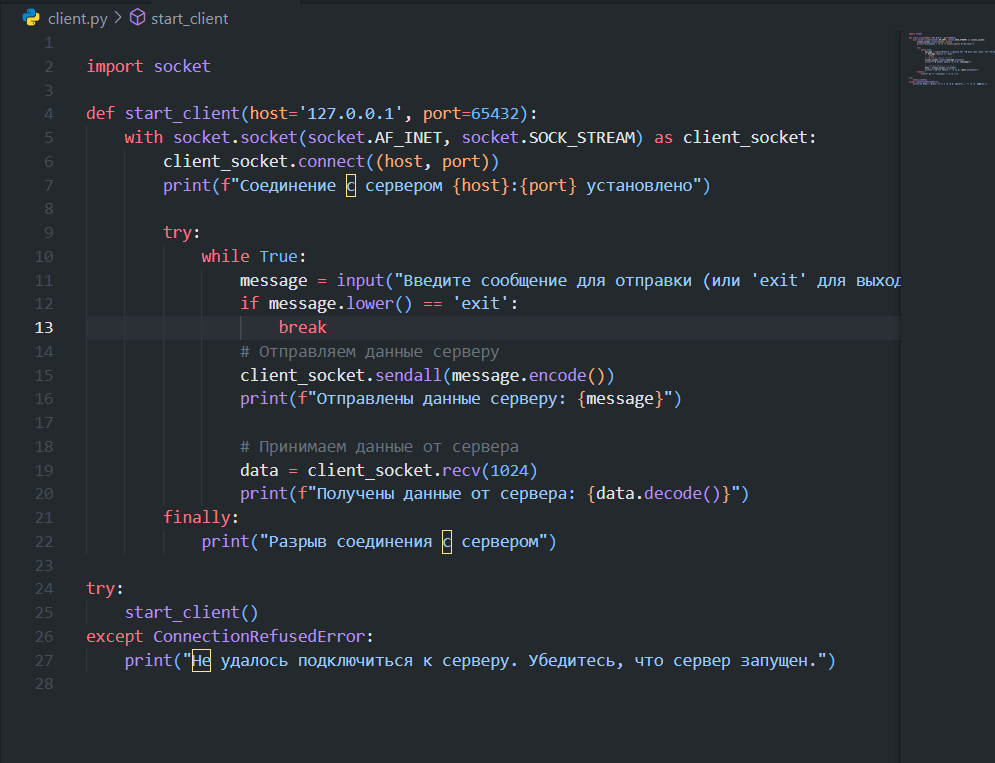 client.py > start_client
1
2 import socket
3
4 def start_client(host='127.0.0.1', port=65432):
5     with socket.socket(socket.AF_INET, socket.SOCK_STREAM) as client_socket:
6         client_socket.connect((host, port))
7         print(f"Соединение с сервером {host}:{port} установлено")
8
9         try:
10             while True:
11                 message = input("Введите сообщение для отправки (или 'exit' для выход
12                 if message.lower() == 'exit':
13                     break
14                 # Отправляем данные серверу
15                 client_socket.sendall(message.encode())
16                 print(f"Отправлены данные серверу: {message}")
17
18                 # Принимаем данные от сервера
19                 data = client_socket.recv(1024)
20                 print(f"Получены данные от сервера: {data.decode()}")
21         finally:
22             print("Разрыв соединения с сервером")
23
24 try:
25     start_client()
26 except ConnectionRefusedError:
27     print("Не удалось подключиться к серверу. Убедитесь, что сервер запущен.")
28